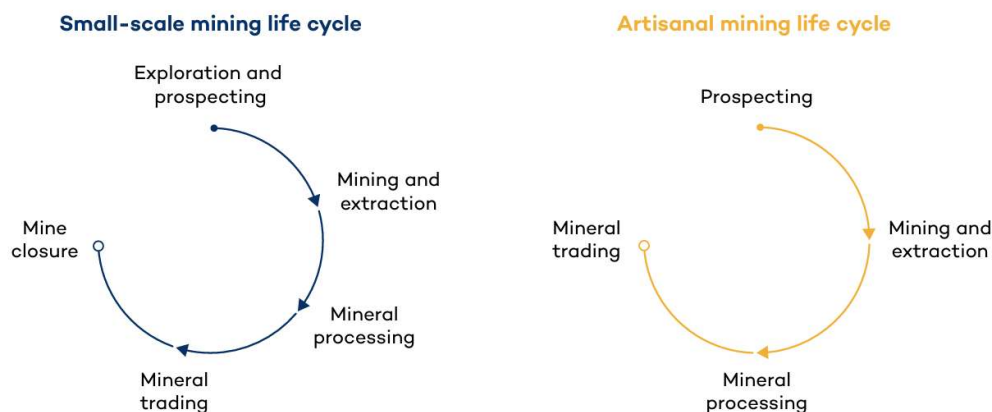 Small-scale mining life cycle
Exploration and
prospecting
Mining and
extraction
Mineral
processing
Mineral
trading
Mine
closure
Artisanal mining life cycle
Prospecting
Mining and
extraction
Mineral
processing
Mineral
trading